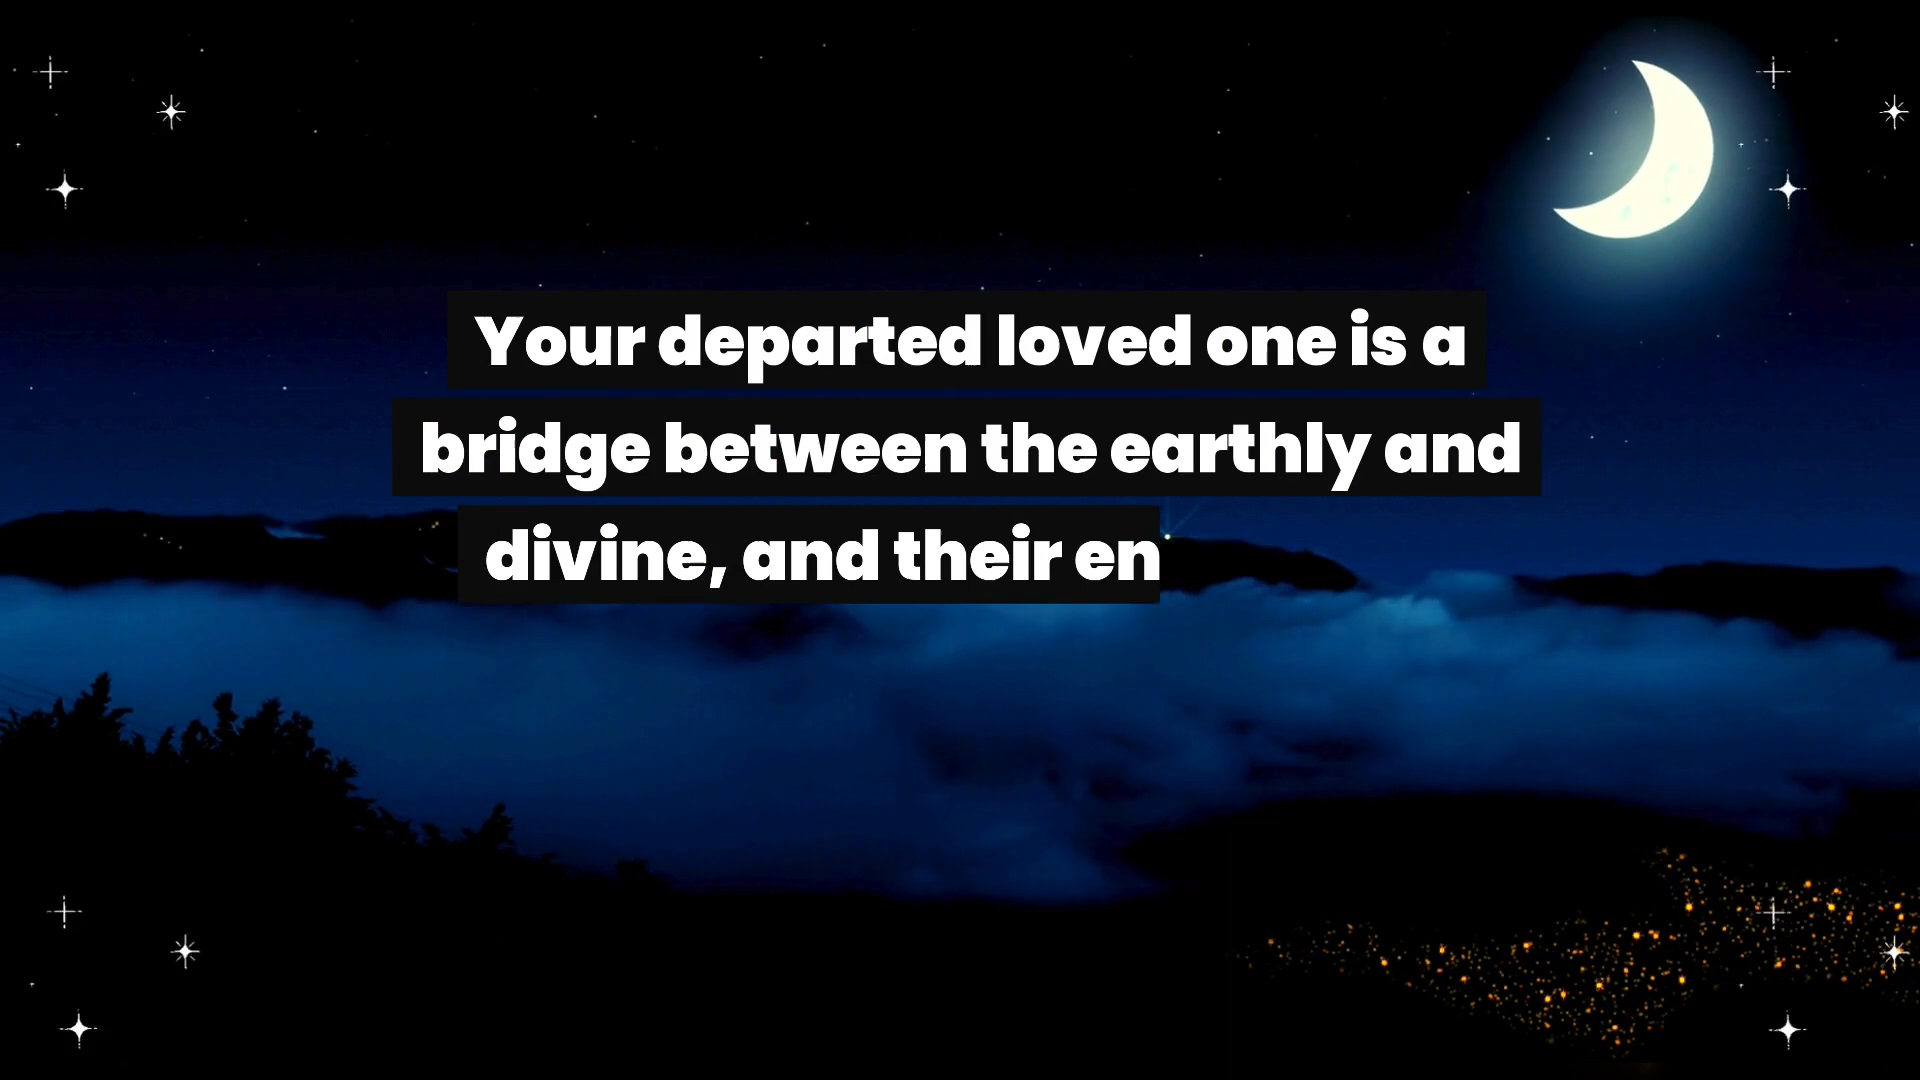 Your departed loved one is a
bridge between the earthly and
divine, and their en